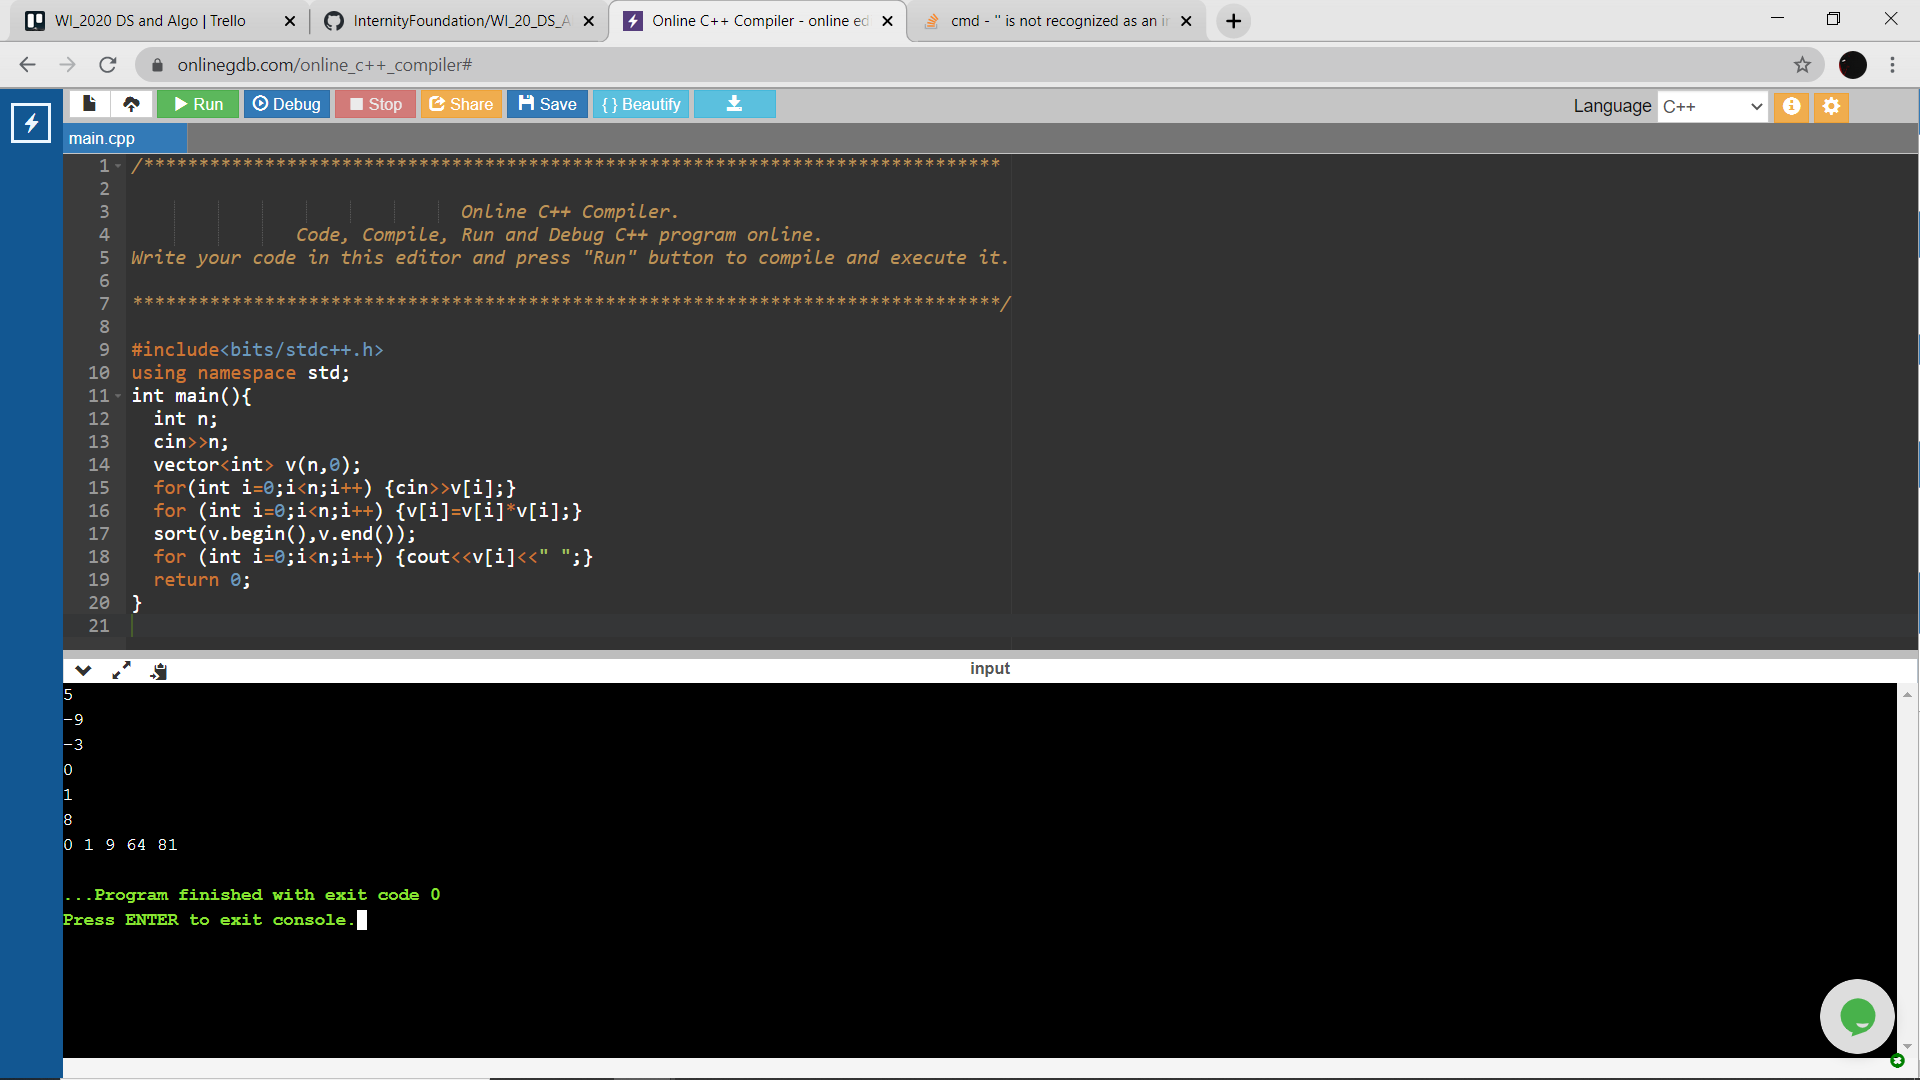 WI_2020 DS and Algo | Trello
InternityFoundation/WI_20_DS_A
Online C++ Compiler - online ed
cmd - '' is not recognized as an i
onlinegdb.com/online_c++_compiler#
Run Debug Stop Share Save { } Beautify
Language C++
main.cpp
1 /******************************************************************************
2
3 Online C++ Compiler.
4 Code, Compile, Run and Debug C++ program online.
5 Write your code in this editor and press "Run" button to compile and execute it.
6
7 *******************************************************************************/
8
9 #include<bits/stdc++.h>
10 using namespace std;
11 int main(){
12 int n;
13 cin>>n;
14 vector<int> v(n,0);
15 for(int i=0;i<n;i++) {cin>>v[i];}
16 for (int i=0;i<n;i++) {v[i]=v[i]*v[i];}
17 sort(v.begin(),v.end());
18 for (int i=0;i<n;i++) {cout<<v[i]<<" ";}
19 return 0;
20 }
21
input
5
-9
-3
0
1
8
0 1 9 64 81
...Program finished with exit code 0
Press ENTER to exit console.